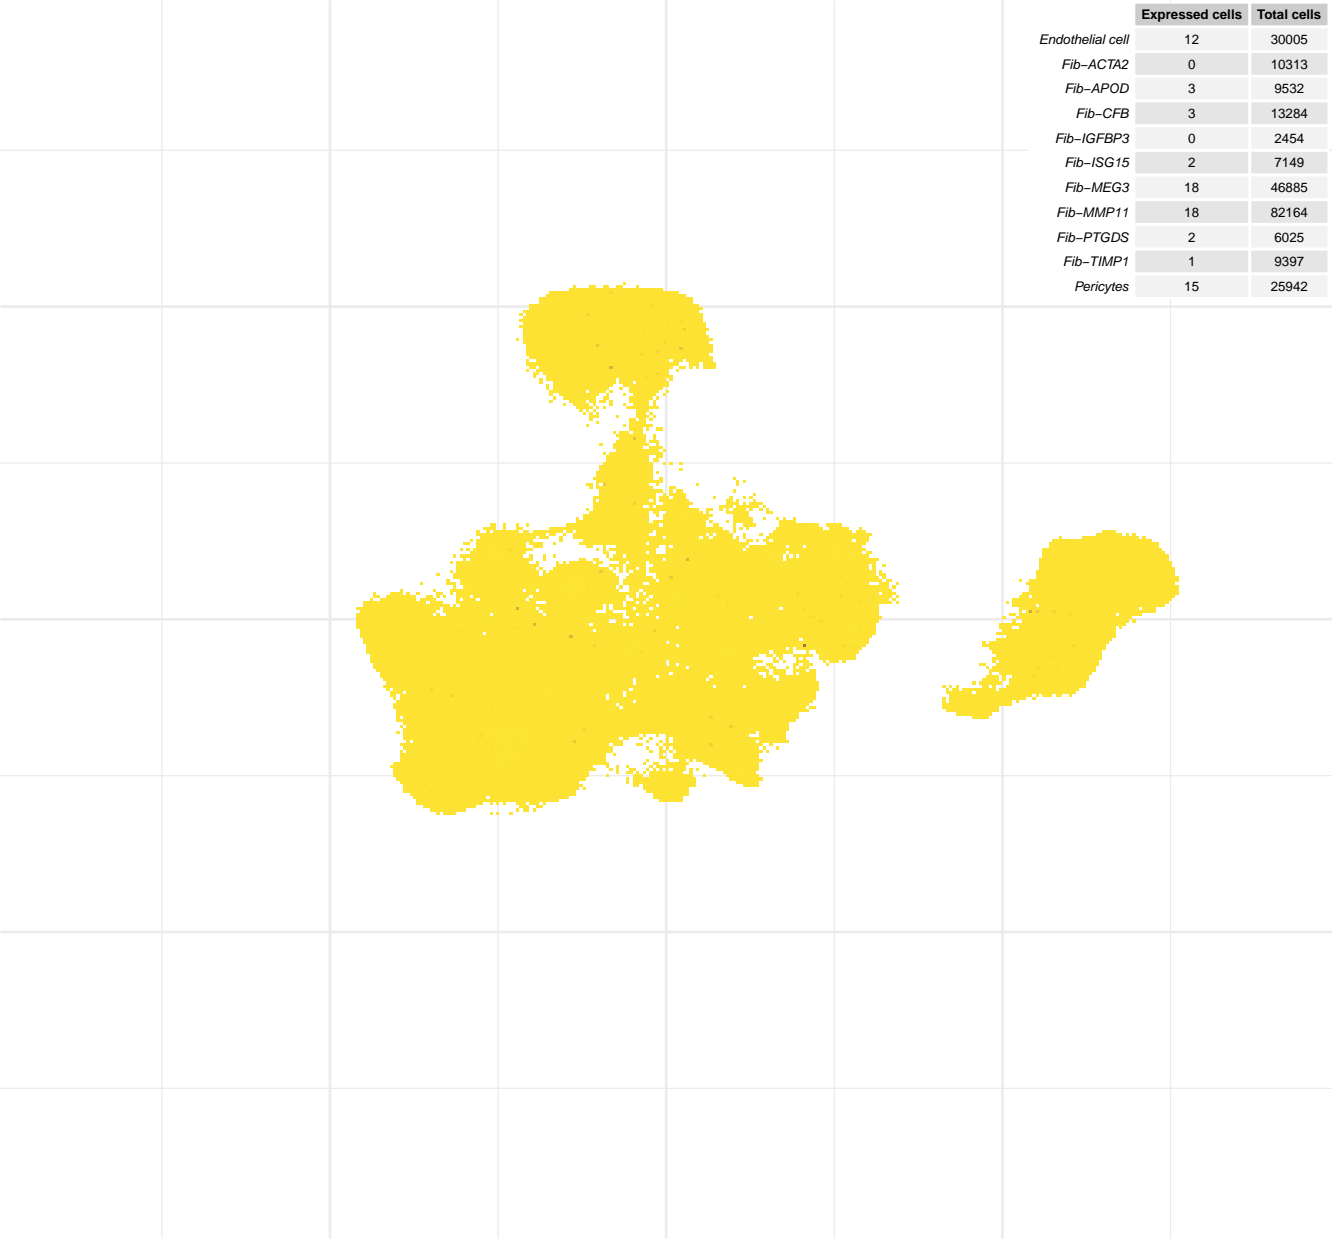 Expressed cells Total cells
Endothelial cell 12 30005
Fib−ACTA2 0 10313
Fib−APOD 3 9532
Fib−CFB 3 13284
Fib−IGFBP3 0 2454
Fib−ISG15 2 7149
Fib−MEG3 18 46885
Fib−MMP11 18 82164
Fib−PTGDS 2 6025
Fib−TIMP1 1 9397
Pericytes 15 25942